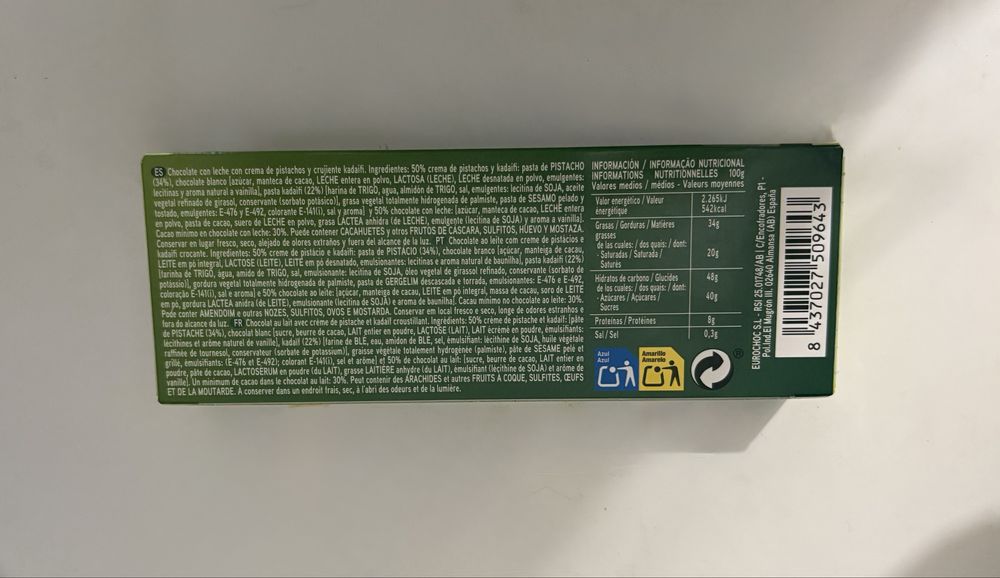 ES Chocolate con leche con crema de pistachos y crujiente kadaifi. Ingredientes: 50% crema de pistachos y kadaifi: pasta de PISTACHO
(34%), chocolate blanco [azúcar, manteca de cacao, LECHE entera en polvo, LACTOSA (LECHE), LECHE desnatada en polvo, emulgentes:
lecitinas y aroma natural a vainilla], pasta kadaifi (22%) [harina de TRIGO, agua, almidón de TRIGO, sal, emulgentes: lecitina de SOJA, aceite
vegetal refinado de girasol, conservante (sorbato potásico)], grasa vegetal totalmente hidrogenada de palmiste, pasta de SESAMO pelado y
tostado, emulgentes: E-476 y E-492, colorante E-141(i), sal y aroma] y 50% chocolate con leche: [azúcar, manteca de cacao, LECHE entera
en polvo, pasta de cacao, suero de LECHE en polvo, grasa LÁCTEA anhidra (de LECHE), emulgente (lecitina de SOJA) y aroma a vainilla].
Cacao mínimo en chocolate con leche: 30%. Puede contener CACAHUETES y otros FRUTOS DE CÁSCARA, SULFITOS, HUEVO Y MOSTAZA.
Conservar en lugar fresco, seco, alejado de olores extraños y fuera del alcance de la luz. PT Chocolate ao leite com creme de pistácios e
kadaifi crocante. Ingredientes: 50% creme de pistácio e kadaifi: pasta de PISTACIO (34%), chocolate branco [açúcar, manteiga de cacau,
LEITE em pó integral, LACTOSE (LEITE), LEITE em pó desnatado, emulsionantes: lecitinas e aroma natural de baunilha], pasta kadaifi (22%)
[farinha de TRIGO, água, amido de TRIGO, sal, emulsionante: lecitina de SOJA, óleo vegetal de girassol refinado, conservante (sorbato de
potássio)], gordura vegetal totalmente hidrogenada de palmiste, pasta de GERGELIM descascada e torrada, emulsionantes: E-476 e E-492,
coloração E-141(i), sal e aroma] e 50% chocolate ao leite: [açúcar, manteiga de cacau, LEITE em pó integral, massa de cacau, soro de LEITE
em pó, gordura LÁCTEA anidra (de LEITE), emulsionante (lecitina de SOJA) e aroma de baunilha]. Cacau mínimo no chocolate ao leite: 30%.
Pode conter AMENDOIM e outras NOZES, SULFITOS, OVOS E MOSTARDA. Conservar em local fresco e seco, longe de odores estranhos e
fora do alcance da luz. FR Chocolat au lait avec crème de pistache et kadaif croustillant. Ingrédients: 50% crème de pistache et kadaif: [pâte
de PISTACHE (34%), chocolat blanc [sucre, beurre de cacao, LAIT entier en poudre, LACTOSE (LAIT), LAIT écrémé en poudre, émulsifiants:
lécithines et arôme naturel de vanille], kadaif (22%) [farine de BLÉ, eau, amidon de BLÉ, sel, émulsifiant: lécithine de SOJA, huile végétale
raffinée de tournesol, conservateur (sorbate de potassium)], graisse végétale totalement hydrogénée (palmiste), pâte de SÉSAME pelé et
grillé, émulsifiants: (E-476 et E-492); colorant E-141(i), sel et arôme] et 50% de chocolat au lait: [sucre, beurre de cacao, LAIT entier en
poudre, pâte de cacao, LACTOSERUM en poudre (du LAIT), grasse LAITIÈRE anhydre (du LAIT), émulsifiant (lécithine de SOJA) et arôme de
vanille]. Un minimum de cacao dans le chocolat au lait: 30%. Peut contenir des ARACHIDES et autres FRUITS À COQUE, SULFITES, ŒUFS
ET DE LA MOUTARDE. A conserver dans un endroit frais, sec, à l'abri des odeurs et de la lumière.
INFORMACIÓN / INFORMAÇÃO NUTRICIONAL
INFORMATIONS NUTRITIONNELLES 100g
Valores medios / médios - Valeurs moyennes
Valor energético / Valeur énergétique 2.265kJ
542kcal
Grasas / Gorduras / Matières grasses 34g
de las cuales: / dos quais: / dont:
- Saturadas / Saturada / Saturés 20g
Hidratos de carbono / Glucides 48g
de los cuales: / dos quais: / dont:
- Azúcares / Açúcares / Sucres 40g
Proteínas / Protéines 8g
Sal / Sel 0,3g
Azul
Azul
Amarillo
Amarelo
®
EUROCHOC S.L - RSI 25.01748/AB | C/Encofradores, P1 -
Pol.Ind.El Mugrón III. 02640 Almansa (AB)· España
8 437027 509643